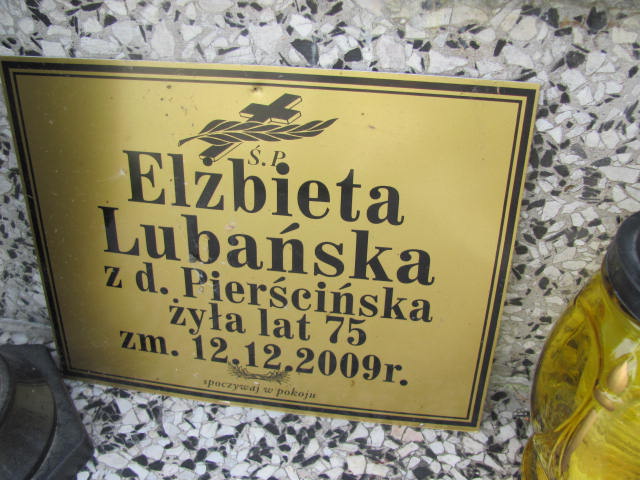 Ś.P.
Elżbieta
Lubańska
z d. Pierścińska
żyła lat 75
zm. 12.12.2009r.
spoczywaj w pokoju